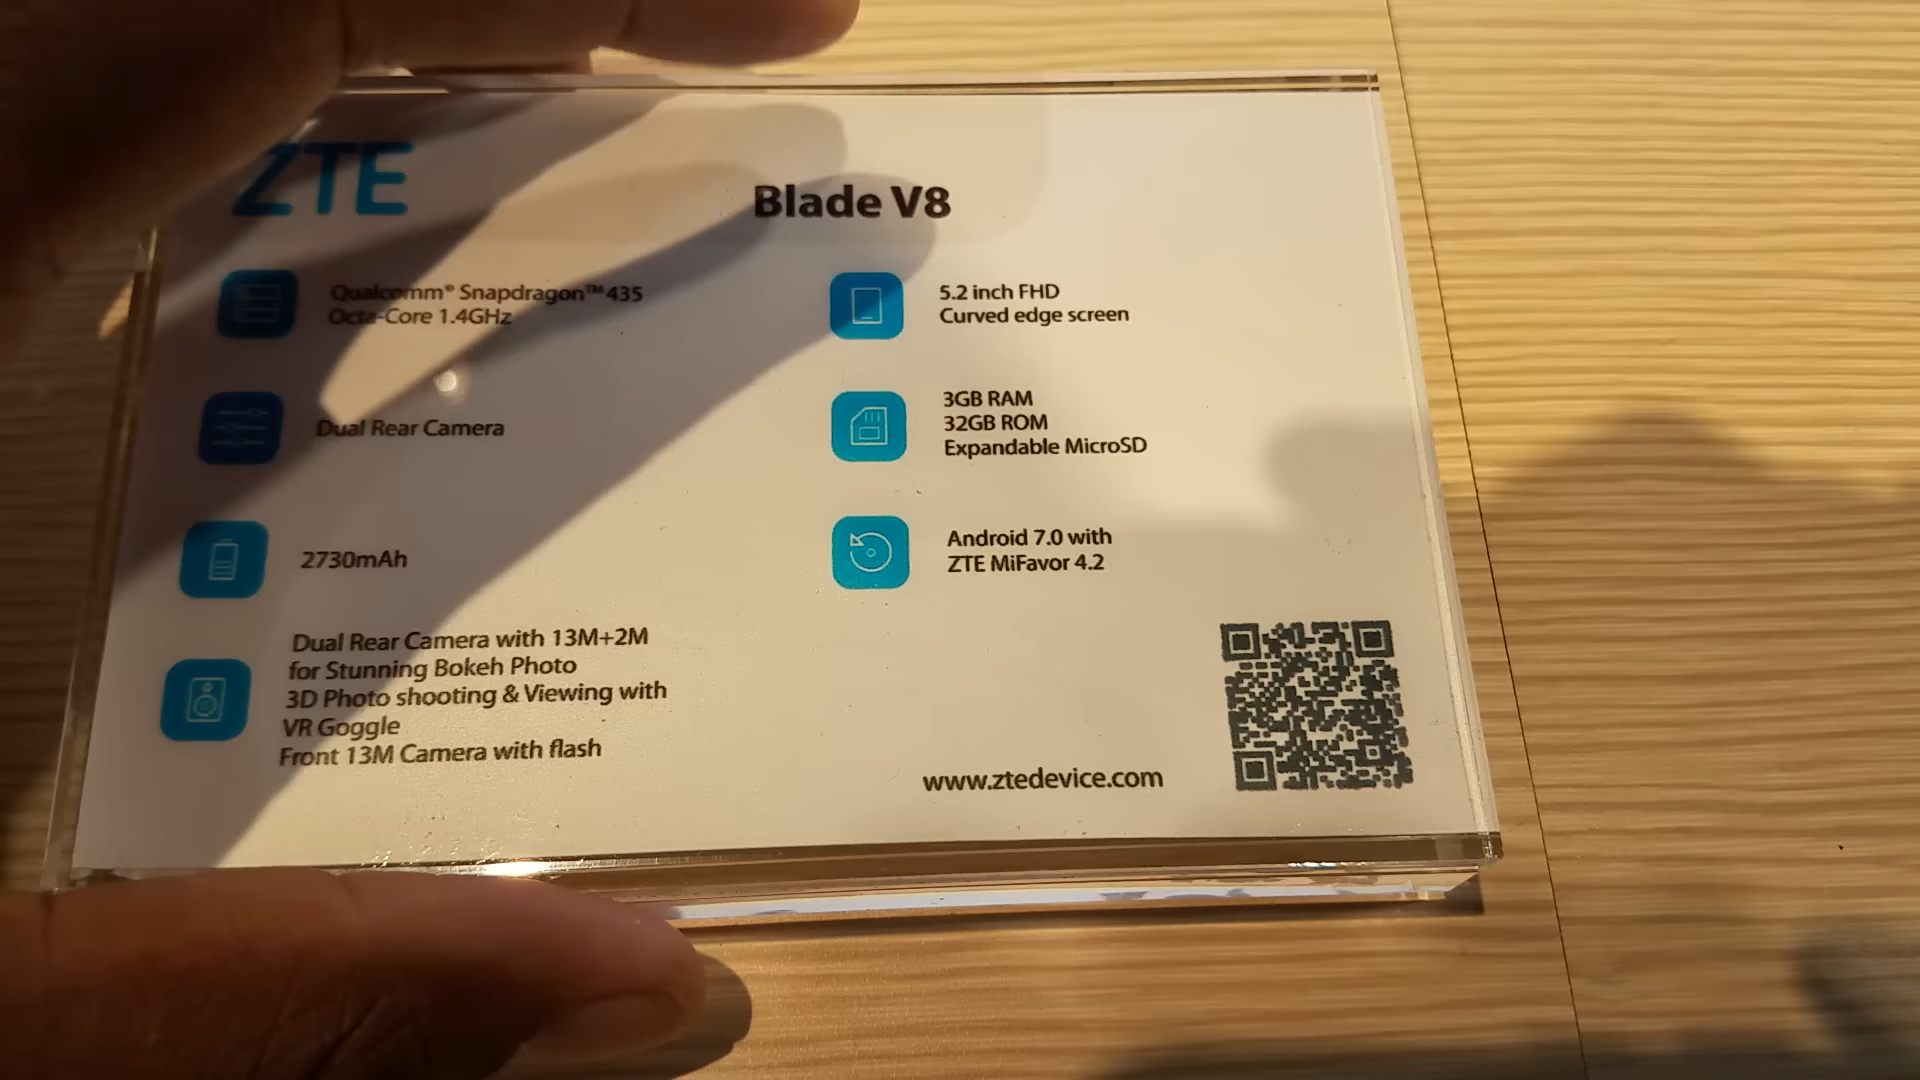 ZTE
Blade V8
Qualcomm® Snapdragon™ 435
Octa-Core 1.4GHz
Dual Rear Camera
2730mAh
Dual Rear Camera with 13M+2M
for Stunning Bokeh Photo
3D Photo shooting & Viewing with
VR Goggle
Front 13M Camera with flash
5.2 inch FHD
Curved edge screen
3GB RAM
32GB ROM
Expandable MicroSD
Android 7.0 with
ZTE MiFavor 4.2
www.ztedevice.com